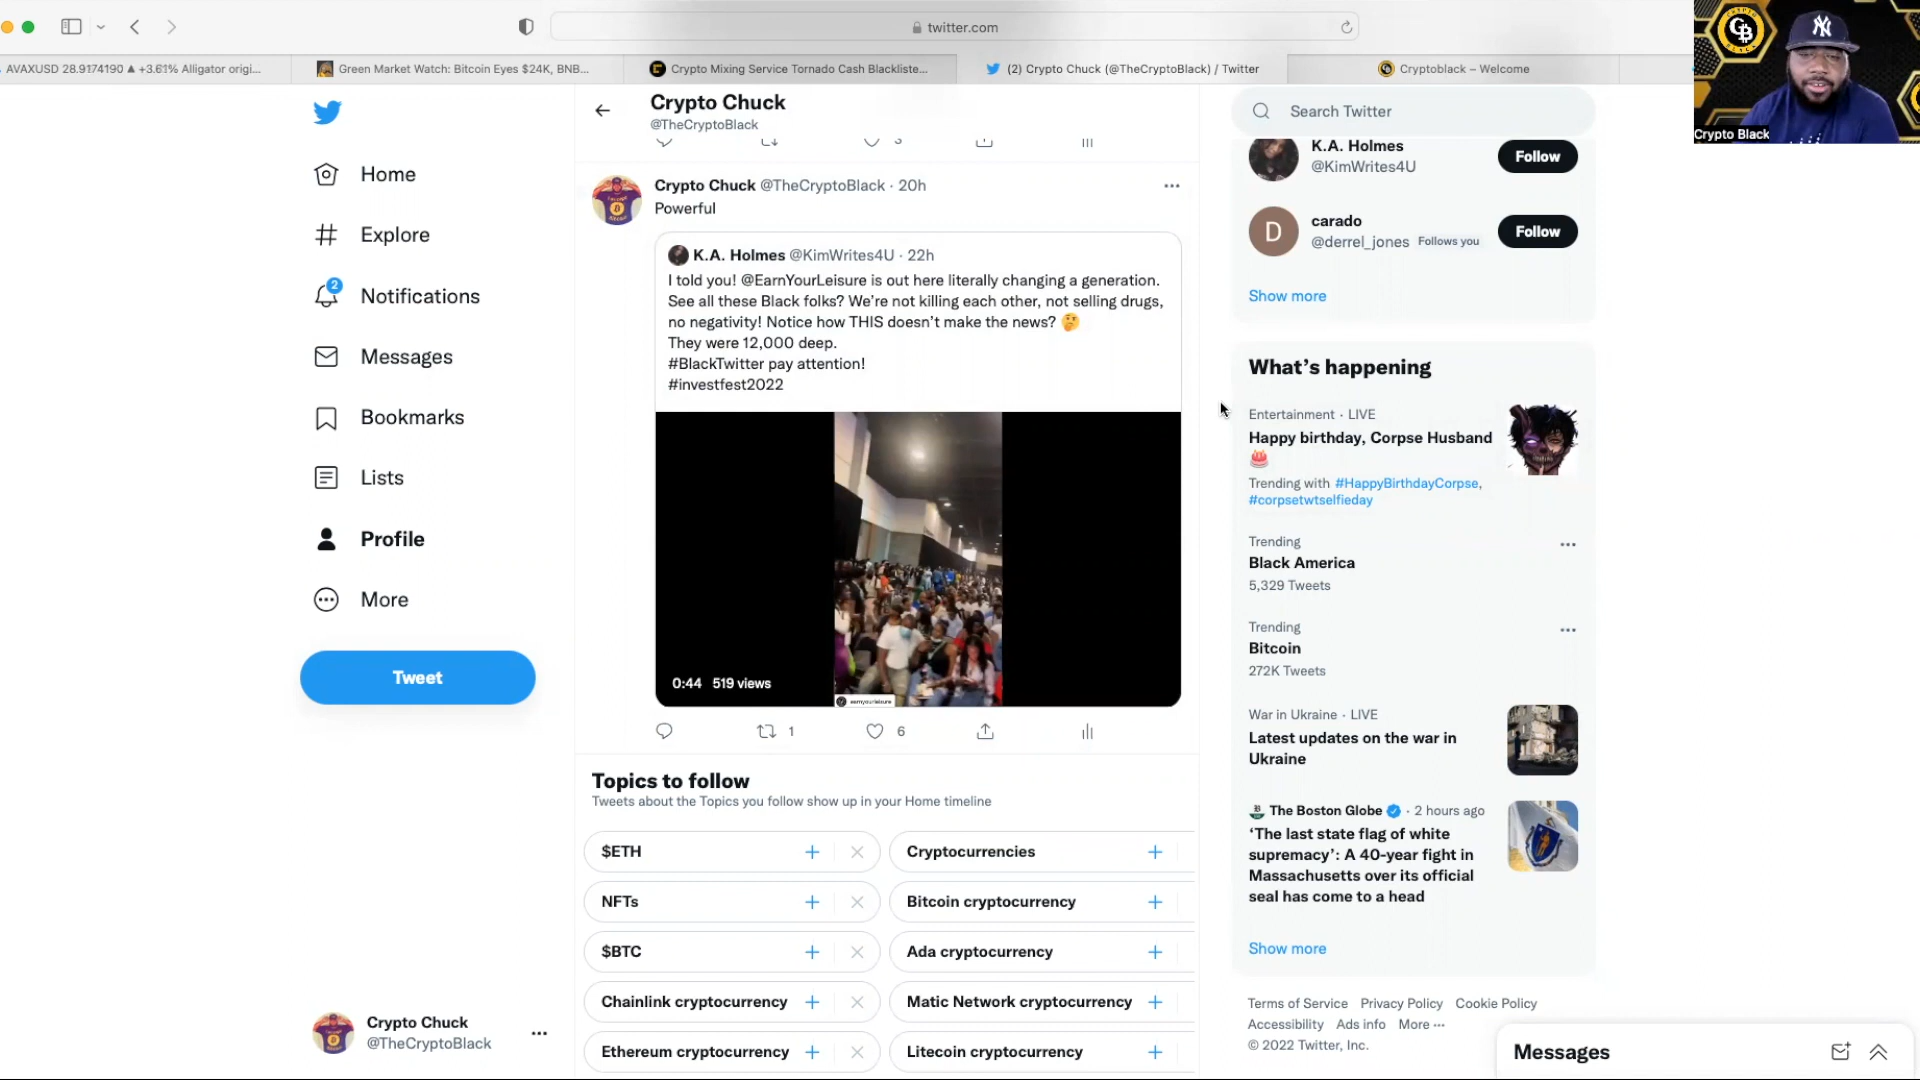 twitter.com
AVAXUSD 28.9174190 ▲ +3.61% Alligator origi...
Green Market Watch: Bitcoin Eyes $24K, BNB...
Crypto Mixing Service Tornado Cash Blackliste...
(2) Crypto Chuck (@TheCryptoBlack) / Twitter
Cryptoblack – Welcome
Crypto Black
Home
Explore
2
Notifications
Messages
Bookmarks
Lists
Profile
More
Tweet
Crypto Chuck
@TheCryptoBlack
Crypto Chuck
@TheCryptoBlack
3
Crypto Chuck @TheCryptoBlack · 20h
Powerful
K.A. Holmes @KimWrites4U · 22h
I told you! @EarnYourLeisure is out here literally changing a generation.
See all these Black folks? We're not killing each other, not selling drugs,
no negativity! Notice how THIS doesn't make the news? 🤔
They were 12,000 deep.
#BlackTwitter pay attention!
#investfest2022
earnyourleisure
0:44 519 views
1
6
Topics to follow
Tweets about the Topics you follow show up in your Home timeline
$ETH
Cryptocurrencies
NFTs
Bitcoin cryptocurrency
$BTC
Ada cryptocurrency
Chainlink cryptocurrency
Matic Network cryptocurrency
Ethereum cryptocurrency
Litecoin cryptocurrency
Search Twitter
K.A. Holmes
@KimWrites4U
Follow
D
carado
@derrel_jones Follows you
Follow
Show more
What's happening
Entertainment · LIVE
Happy birthday, Corpse Husband
🎂
Trending with #HappyBirthdayCorpse,
#corpsetwtselfieday
Trending
Black America
5,329 Tweets
Trending
Bitcoin
272K Tweets
War in Ukraine · LIVE
Latest updates on the war in
Ukraine
The Boston Globe · 2 hours ago
'The last state flag of white
supremacy': A 40-year fight in
Massachusetts over its official
seal has come to a head
Show more
Terms of Service Privacy Policy Cookie Policy
Accessibility Ads info More ···
© 2022 Twitter, Inc.
Messages